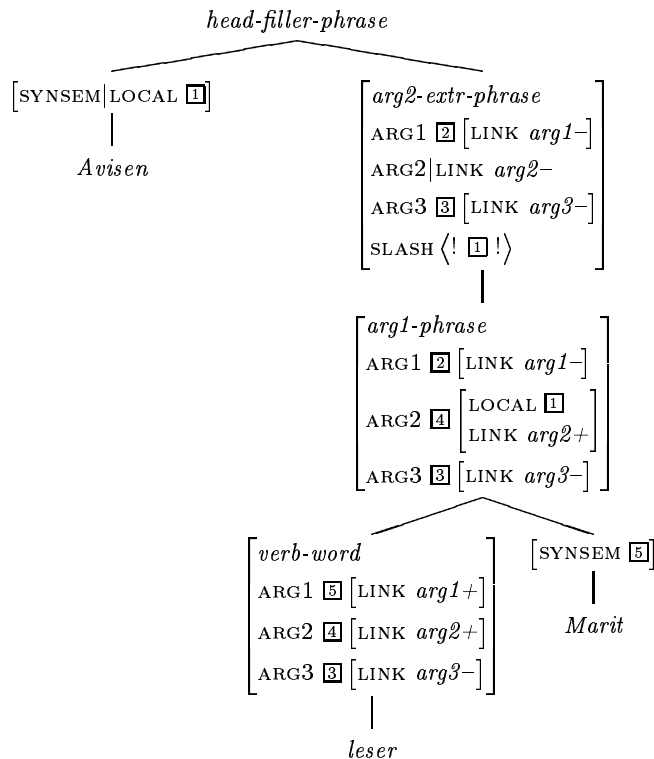 head-filler-phrase
[SYNSEM|LOCAL 1]
Avisen
arg2-extr-phrase
ARG1 2 [LINK arg1–]
ARG2|LINK arg2–
ARG3 3 [LINK arg3–]
SLASH ⟨! 1 !⟩
arg1-phrase
ARG1 2 [LINK arg1–]
ARG2 4 [LOCAL 1
LINK arg2+]
ARG3 3 [LINK arg3–]
verb-word
ARG1 5 [LINK arg1+]
ARG2 4 [LINK arg2+]
ARG3 3 [LINK arg3–]
leser
[SYNSEM 5]
Marit